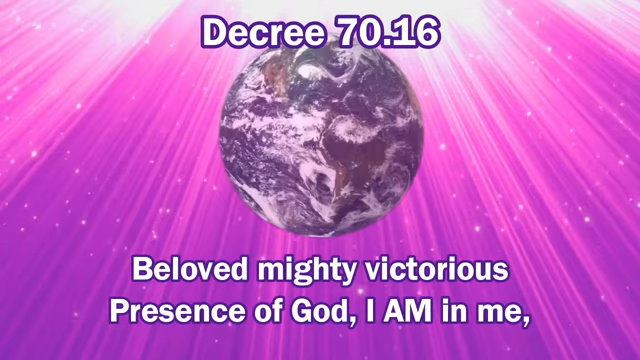 Decree 70.16
Beloved mighty victorious
Presence of God, I AM in me,